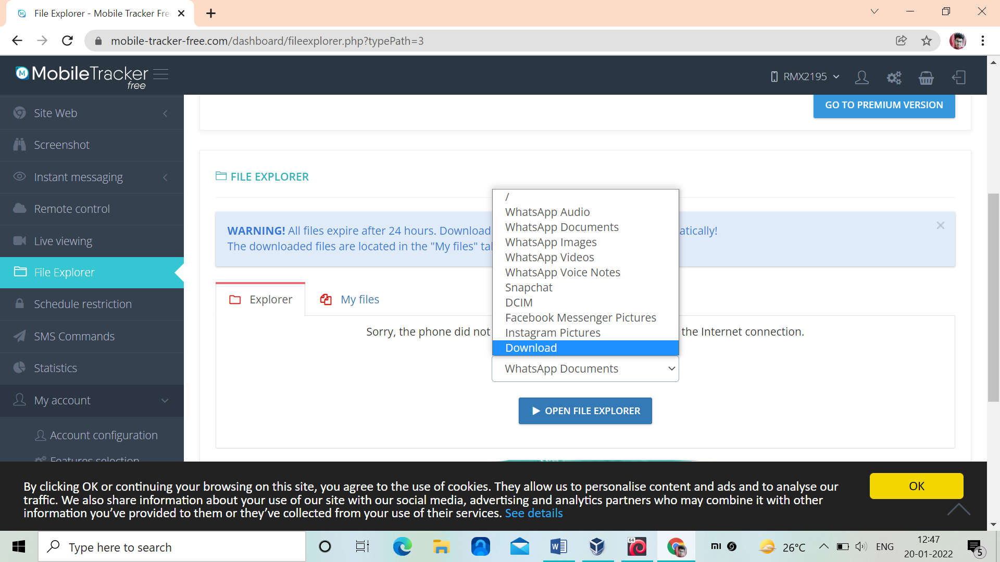 File Explorer - Mobile Tracker Fre
mobile-tracker-free.com/dashboard/fileexplorer.php?typePath=3
M MobileTracker
free
RMX2195
Site Web
Screenshot
Instant messaging
Remote control
Live viewing
File Explorer
Schedule restriction
SMS Commands
Statistics
My account
Account configuration
Features selection
GO TO PREMIUM VERSION
FILE EXPLORER
WARNING! All files expire after 24 hours. Download atically!
The downloaded files are located in the "My files" tal
Explorer
My files
Sorry, the phone did not the Internet connection.
/
WhatsApp Audio
WhatsApp Documents
WhatsApp Images
WhatsApp Videos
WhatsApp Voice Notes
Snapchat
DCIM
Facebook Messenger Pictures
Instagram Pictures
Download
WhatsApp Documents
OPEN FILE EXPLORER
By clicking OK or continuing your browsing on this site, you agree to the use of cookies. They allow us to personalise content and ads and to analyse our
traffic. We also share information about your use of our site with our social media, advertising and analytics partners who may combine it with other
information you've provided to them or they've collected from your use of their services. See details
OK
Type here to search
64
26°C
ENG
12:47
20-01-2022
5